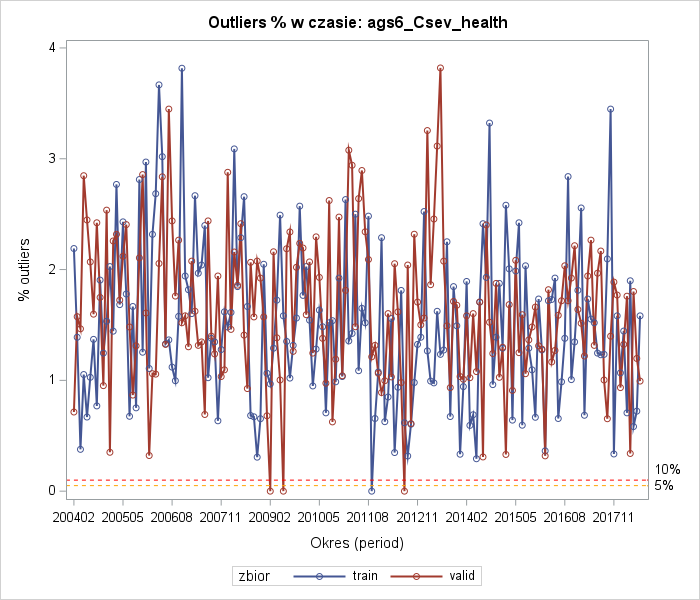 Outliers % w czasie: ags6_Csev_health
4
3
2
1
0
% outliers
10%
5%
200402 200505 200608 200711 200902 201005 201108 201211 201402 201505 201608 201711
Okres (period)
zbior train valid